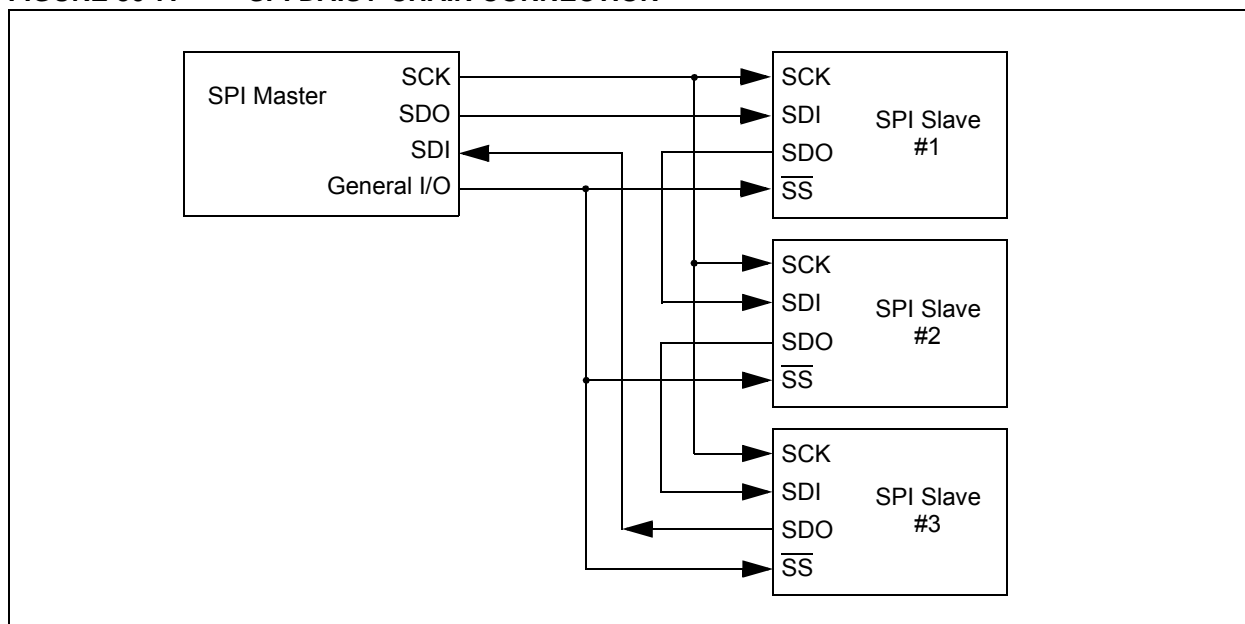 SPI Master
SCK
SDO
SDI
General I/O
SCK
SDI
SDO
SS
SPI Slave
#1
SCK
SDI
SDO
SS
SPI Slave
#2
SCK
SDI
SDO
SS
SPI Slave
#3